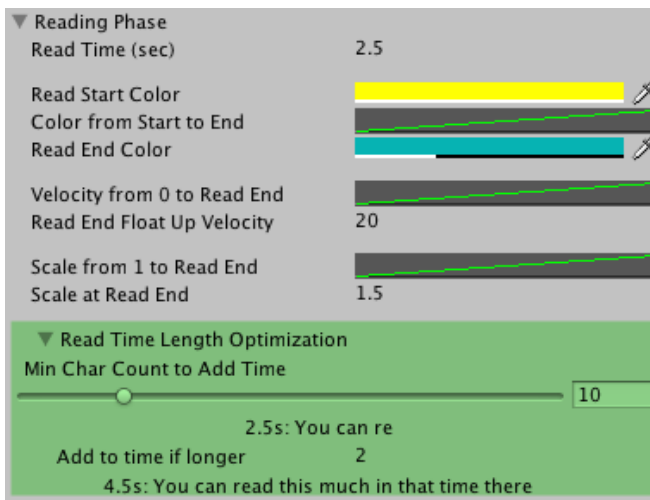 Reading Phase
Read Time (sec) 2.5
Read Start Color
Color from Start to End
Read End Color
Velocity from 0 to Read End
Read End Float Up Velocity 20
Scale from 1 to Read End
Scale at Read End 1.5
Read Time Length Optimization
Min Char Count to Add Time
10
2.5s: You can re
Add to time if longer 2
4.5s: You can read this much in that time there